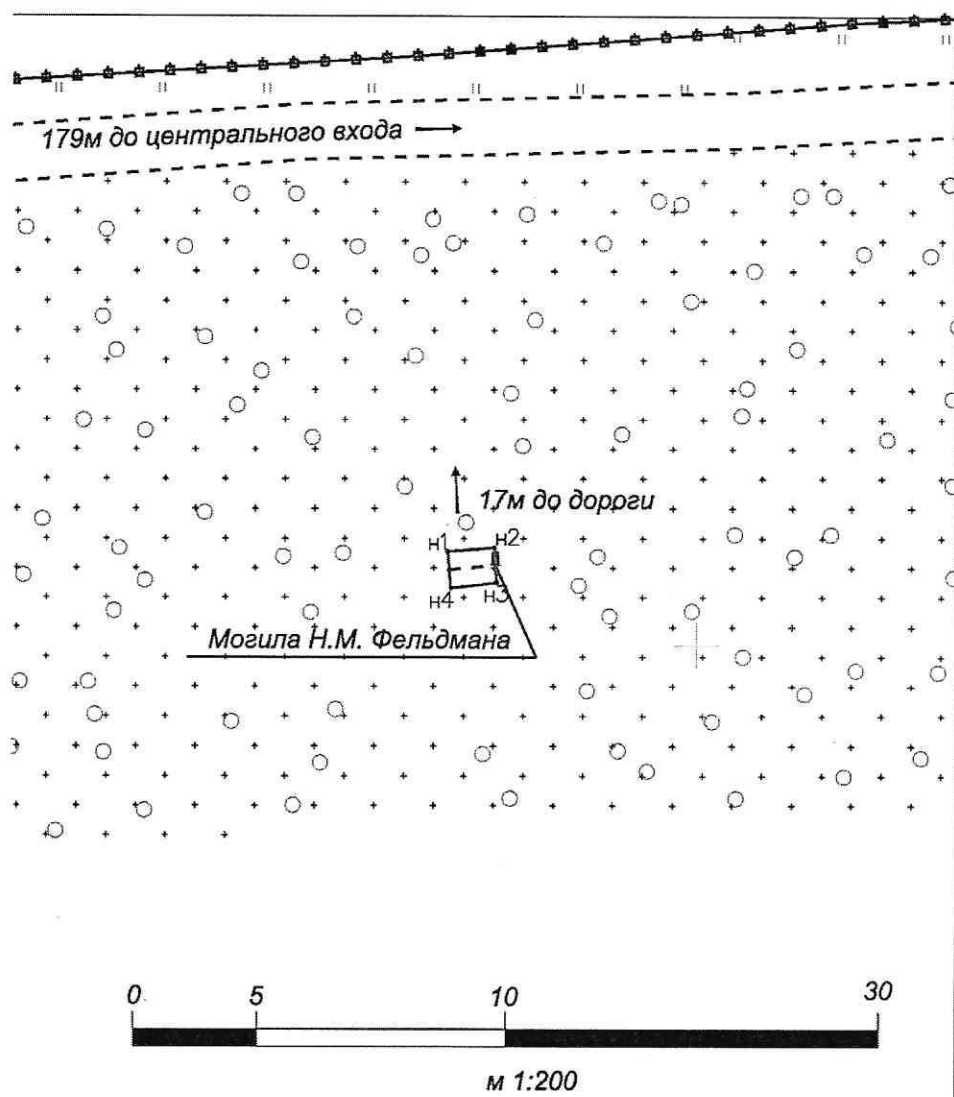 179м до центрального входа
17м до дороги
н1 н2
н4 н3
Могила Н.М. Фельдмана
0 5 10 30
м 1:200